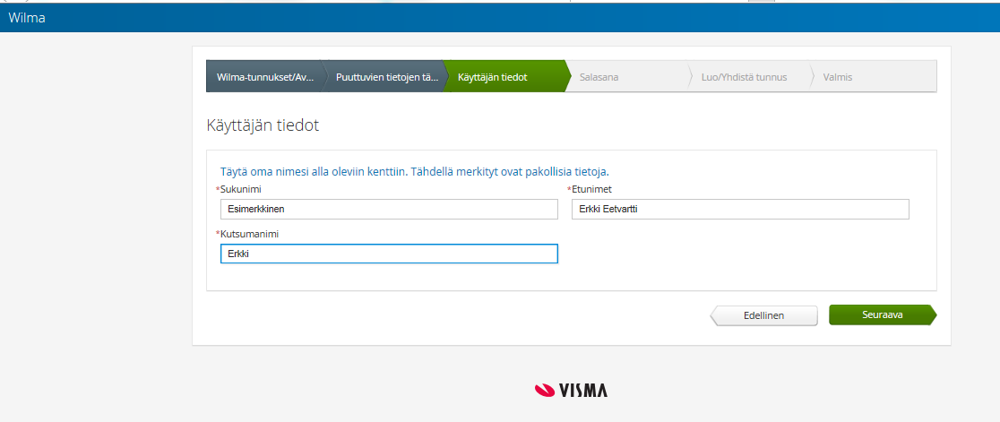 Wilma
Wilma-tunnukset/Av... Puuttuvien tietojen tä... Käyttäjän tiedot Salasana Luo/Yhdistä tunnus Valmis
Käyttäjän tiedot
Täytä oma nimesi alla oleviin kenttiin. Tähdellä merkityt ovat pakollisia tietoja.
*Sukunimi *Etunimet
Esimerkkinen Erkki Eetvartti
*Kutsumanimi
Erkki
Edellinen Seuraava
VISMA